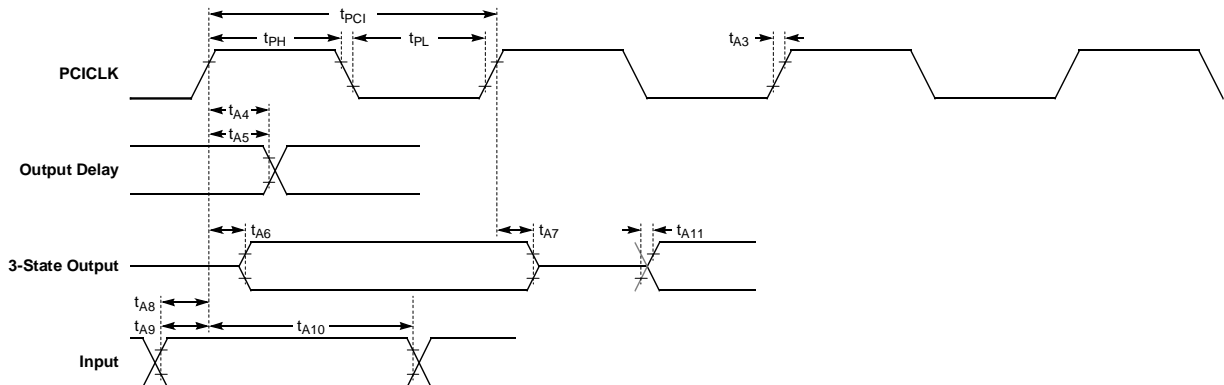 tPCI
tPH
tPL
tA3
PCICLK
tA4
tA5
Output Delay
tA6
tA7
tA11
3-State Output
tA8
tA9
tA10
Input